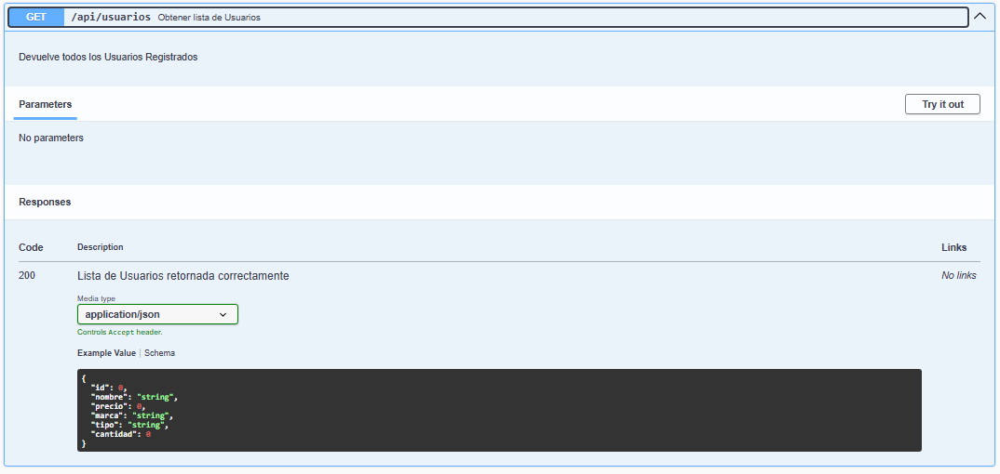 GET /api/usuarios Obtener lista de Usuarios
Devuelve todos los Usuarios Registrados
Parameters Try it out
No parameters
Responses
Code Description Links
200 Lista de Usuarios retornada correctamente No links
Media type
application/json
Controls Accept header.
Example Value | Schema
{
  "id": 0,
  "nombre": "string",
  "precio": 0,
  "marca": "string",
  "tipo": "string",
  "cantidad": 0
}